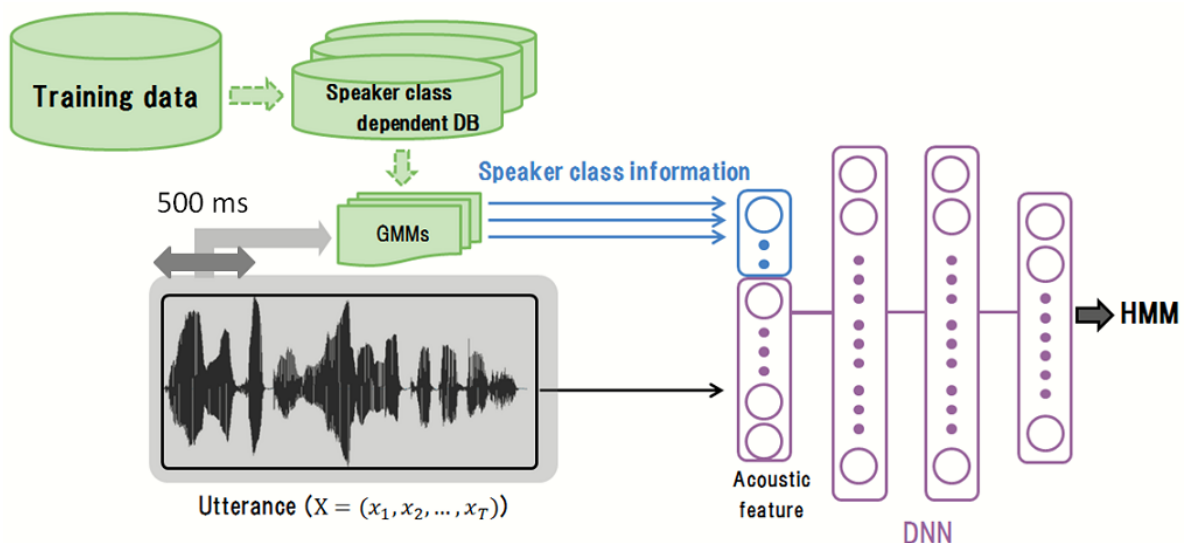 Training data
Speaker class
dependent DB
Speaker class information
500 ms
GMMs
HMM
Acoustic
feature
Utterance (X = (x₁, x₂, ... , x_T))
DNN